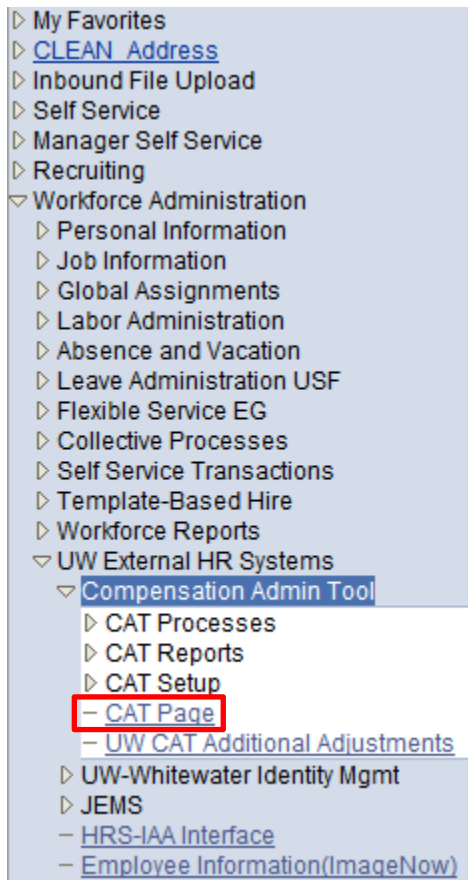 My Favorites
CLEAN_Address
Inbound File Upload
Self Service
Manager Self Service
Recruiting
Workforce Administration
Personal Information
Job Information
Global Assignments
Labor Administration
Absence and Vacation
Leave Administration USF
Flexible Service EG
Collective Processes
Self Service Transactions
Template-Based Hire
Workforce Reports
UW External HR Systems
Compensation Admin Tool
CAT Processes
CAT Reports
CAT Setup
– CAT Page
– UW CAT Additional Adjustments
UW-Whitewater Identity Mgmt
JEMS
– HRS-IAA Interface
– Employee Information(ImageNow)